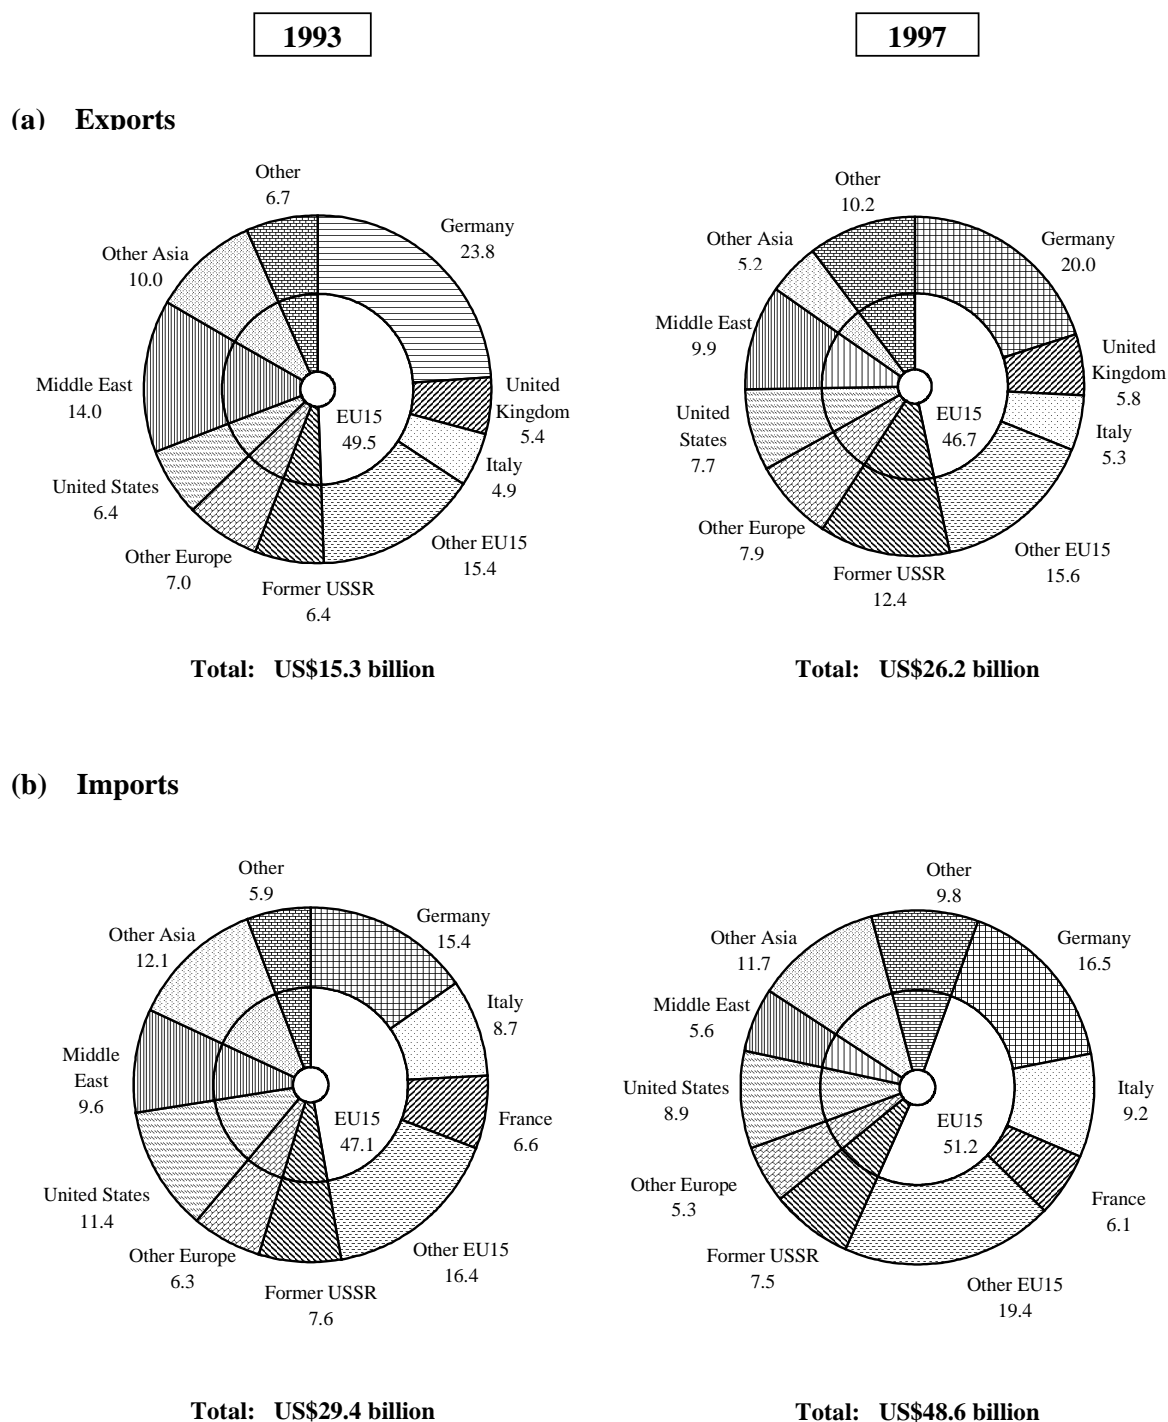 1993
1997
(a) Exports
Other
6.7
Germany
23.8
United
Kingdom
5.4
Italy
4.9
Other EU15
15.4
Former USSR
6.4
Other Europe
7.0
United States
6.4
Middle East
14.0
Other Asia
10.0
EU15
49.5
Total: US$15.3 billion
Other
10.2
Germany
20.0
United
Kingdom
5.8
Italy
5.3
Other EU15
15.6
Former USSR
12.4
Other Europe
7.9
United
States
7.7
Middle East
9.9
Other Asia
5.2
EU15
46.7
Total: US$26.2 billion
(b) Imports
Other
5.9
Germany
15.4
Italy
8.7
France
6.6
Other EU15
16.4
Former USSR
7.6
Other Europe
6.3
United States
11.4
Middle
East
9.6
Other Asia
12.1
EU15
47.1
Total: US$29.4 billion
Other
9.8
Germany
16.5
Italy
9.2
France
6.1
Other EU15
19.4
Former USSR
7.5
Other Europe
5.3
United States
8.9
Middle East
5.6
Other Asia
11.7
EU15
51.2
Total: US$48.6 billion